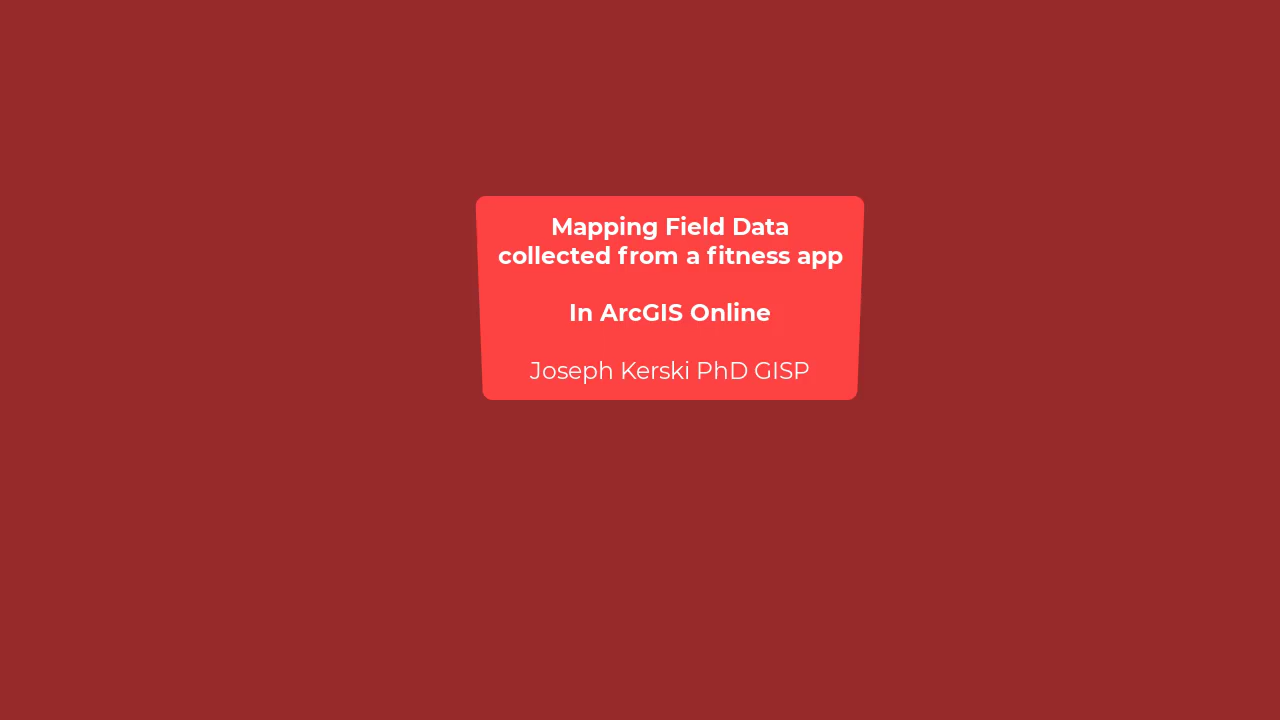 Mapping Field Data
collected from a fitness app
In ArcGIS Online
Joseph Kerski PhD GISP